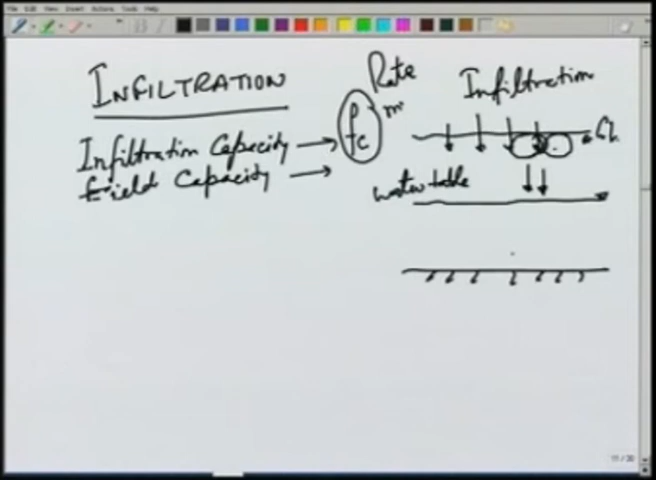 INFILTRATION
Infiltration Capacity → fc
Field Capacity →
Rate
Infiltration
water table